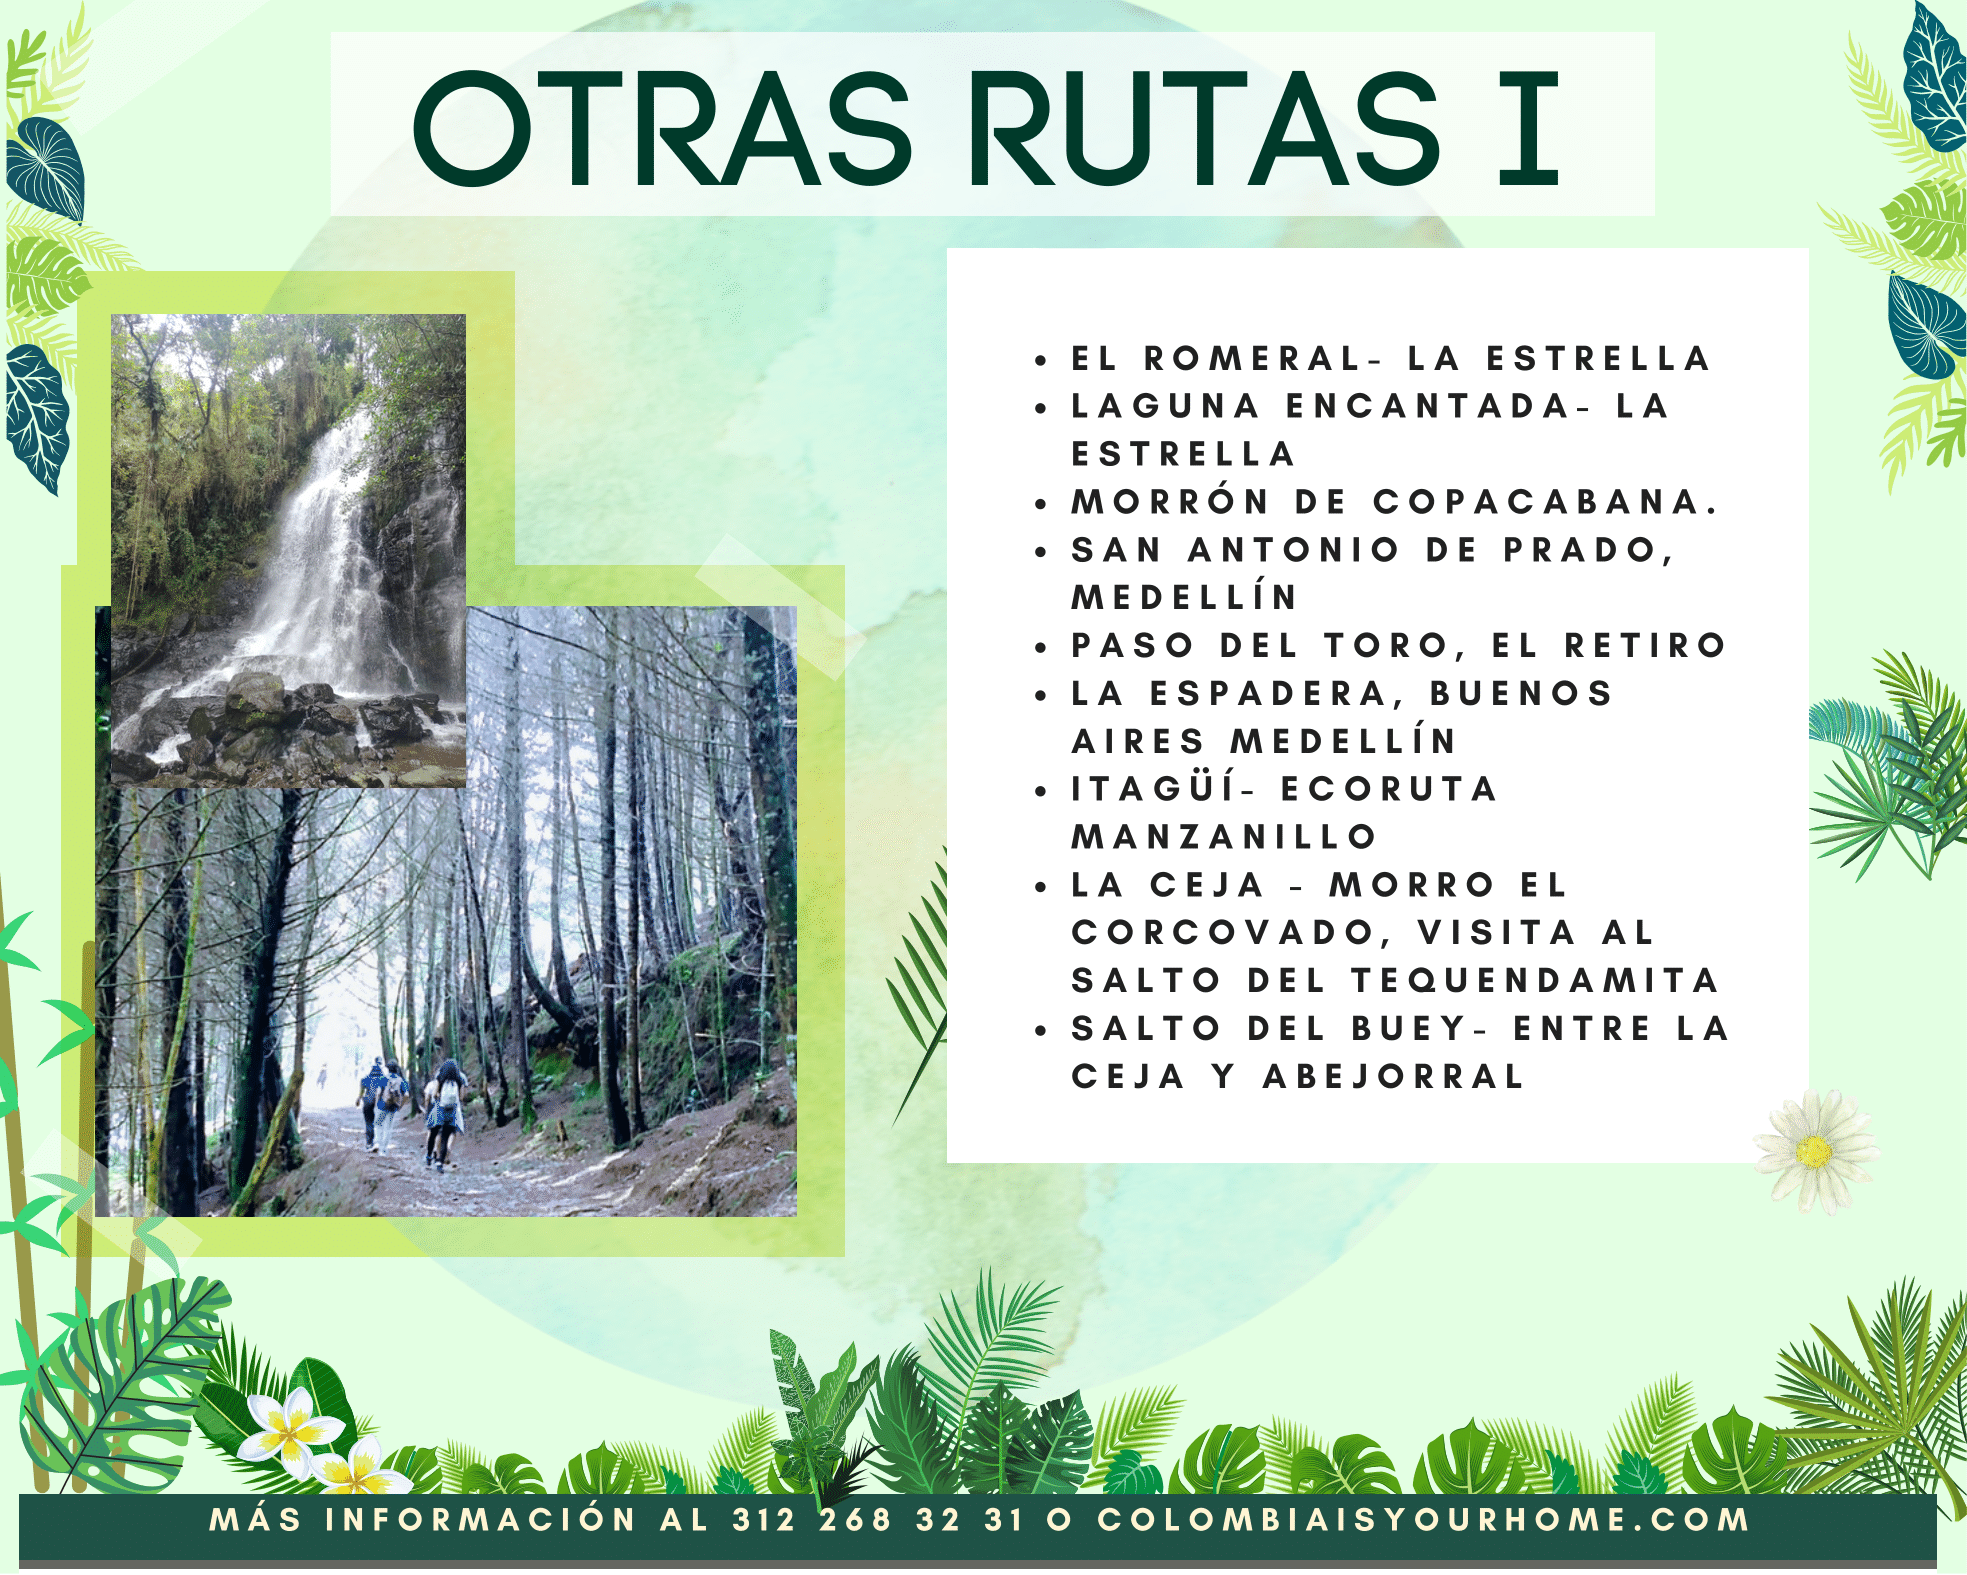 OTRAS RUTAS I
• EL ROMERAL- LA ESTRELLA
• LAGUNA ENCANTADA- LA
ESTRELLA
• MORRÓN DE COPACABANA.
• SAN ANTONIO DE PRADO,
MEDELLÍN
• PASO DEL TORO, EL RETIRO
• LA ESPADERA, BUENOS
AIRES MEDELLÍN
• ITAGÜÍ- ECORUTA
MANZANILLO
• LA CEJA - MORRO EL
CORCOVADO, VISITA AL
SALTO DEL TEQUENDAMITA
• SALTO DEL BUEY- ENTRE LA
CEJA Y ABEJORRAL
MÁS INFORMACIÓN AL 312 268 32 31 O COLOMBIAISYOURHOME.COM